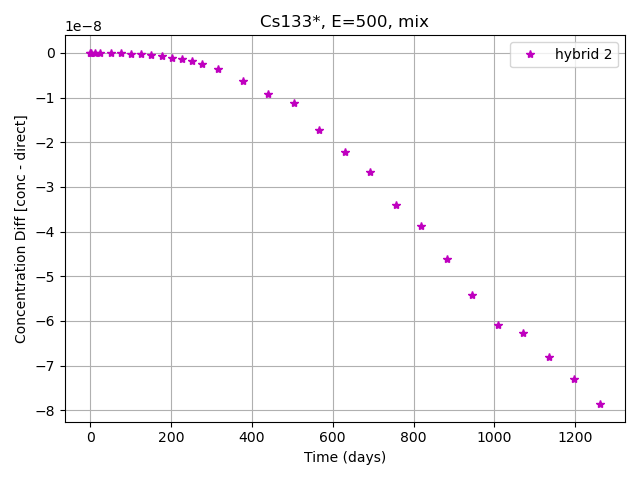 Cs133*, E=500, mix
1e−8
hybrid 2
0
−1
−2
−3
−4
−5
−6
−7
−8
Concentration Diff [conc - direct]
0 200 400 600 800 1000 1200
Time (days)